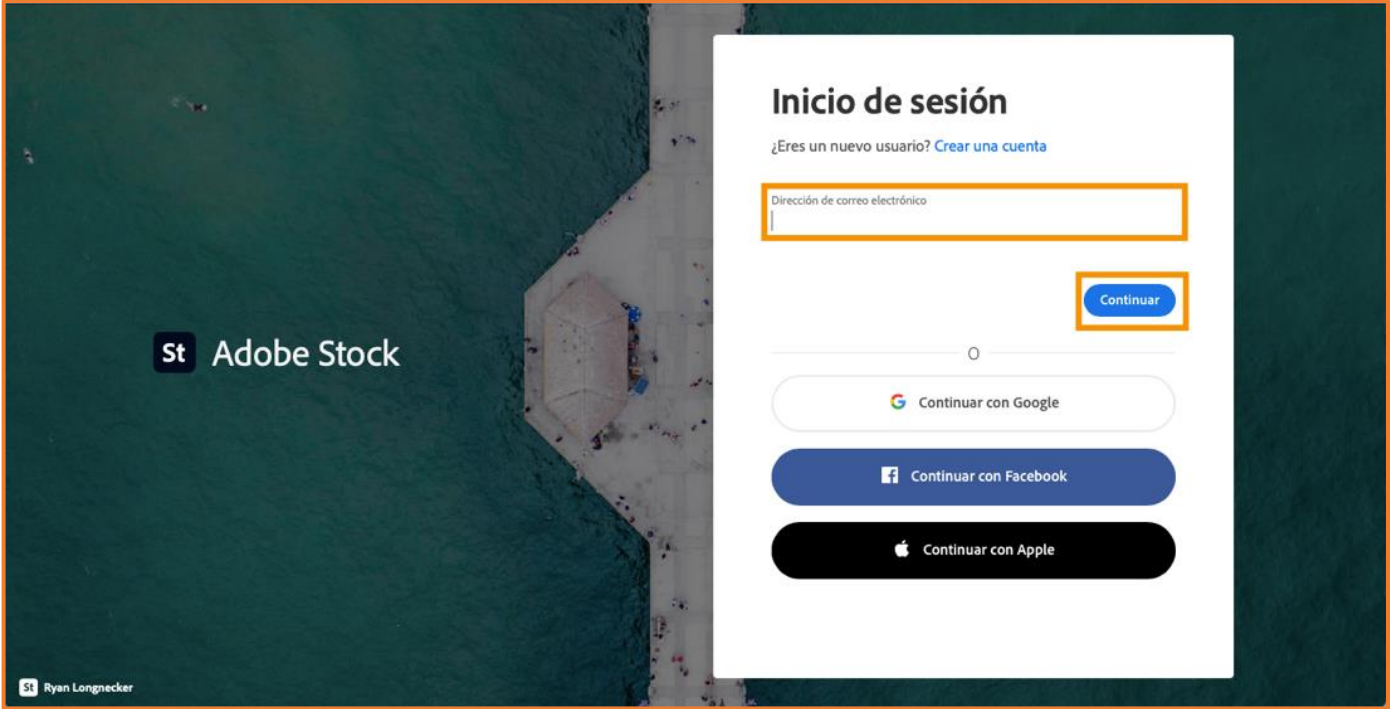 St Adobe Stock
St Ryan Longnecker
Inicio de sesión
¿Eres un nuevo usuario? Crear una cuenta
Dirección de correo electrónico
Continuar
O
Continuar con Google
Continuar con Facebook
Continuar con Apple